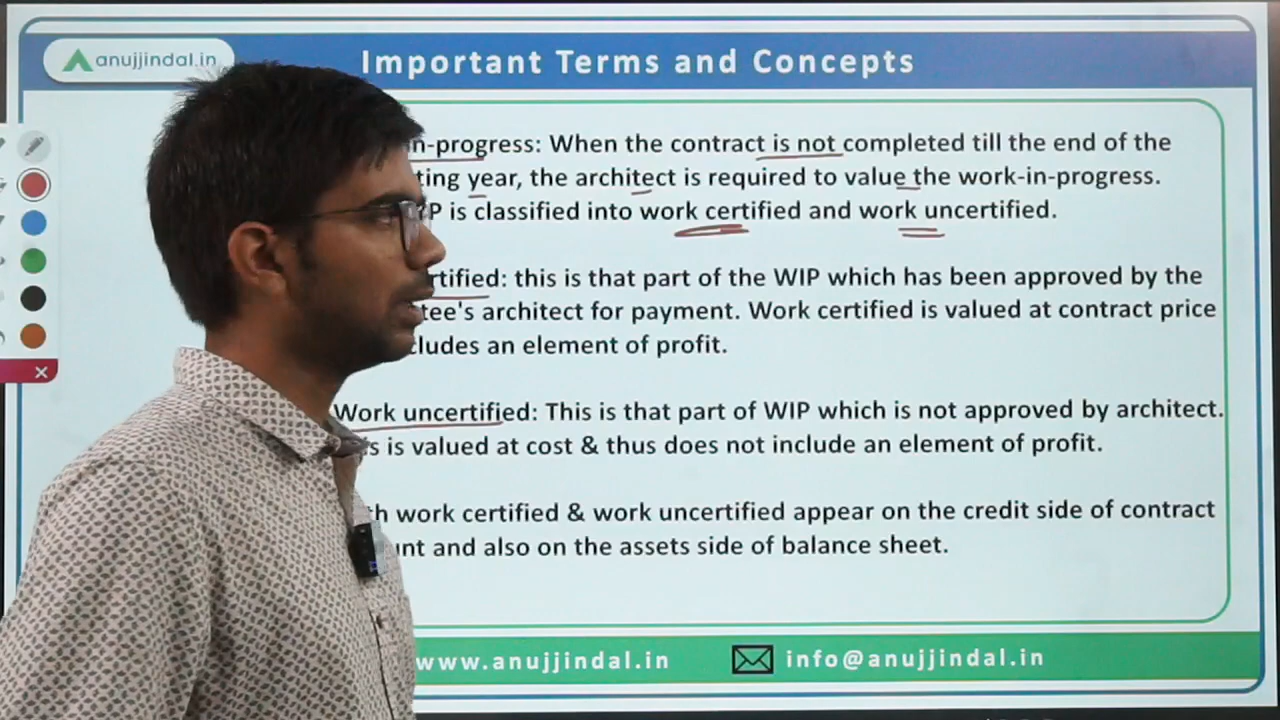 anujjindal.in
Important Terms and Concepts
n-progress: When the contract is not completed till the end of the
ting year, the architect is required to value the work-in-progress.
P is classified into work certified and work uncertified.
rtified: this is that part of the WIP which has been approved by the
tee's architect for payment. Work certified is valued at contract price
cludes an element of profit.
Work uncertified: This is that part of WIP which is not approved by architect.
s is valued at cost & thus does not include an element of profit.
th work certified & work uncertified appear on the credit side of contract
unt and also on the assets side of balance sheet.
www.anujjindal.in
info@anujjindal.in